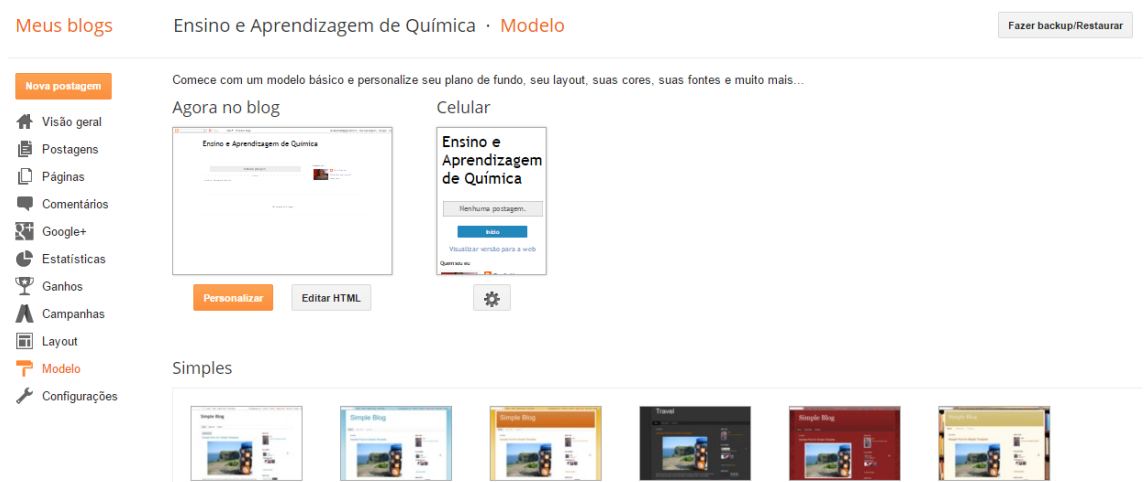 Meus blogs
Ensino e Aprendizagem de Química · Modelo
Fazer backup/Restaurar
Nova postagem
Visão geral
Postagens
Páginas
Comentários
Google+
Estatísticas
Ganhos
Campanhas
Layout
Modelo
Configurações
Comece com um modelo básico e personalize seu plano de fundo, seu layout, suas cores, suas fontes e muito mais...
Agora no blog
Ensino e Aprendizagem de Química
Personalizar
Editar HTML
Celular
Ensino e
Aprendizagem
de Química
Nenhuma postagem.
Início
Visualizar versão para a web
Quem sou eu
Simples
Simple Blog
Simple Blog
Simple Blog
Travel
Simple Blog
Simple Blog